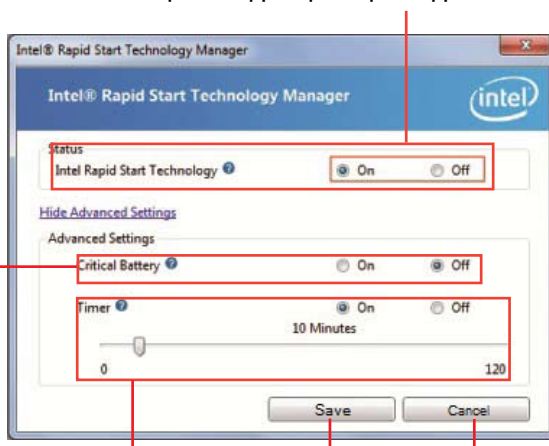 Intel® Rapid Start Technology Manager
Intel® Rapid Start Technology Manager
intel
Status
Intel Rapid Start Technology ? On Off
Hide Advanced Settings
Advanced Settings
Critical Battery ? On Off
Timer ? On Off
10 Minutes
0 120
Save Cancel